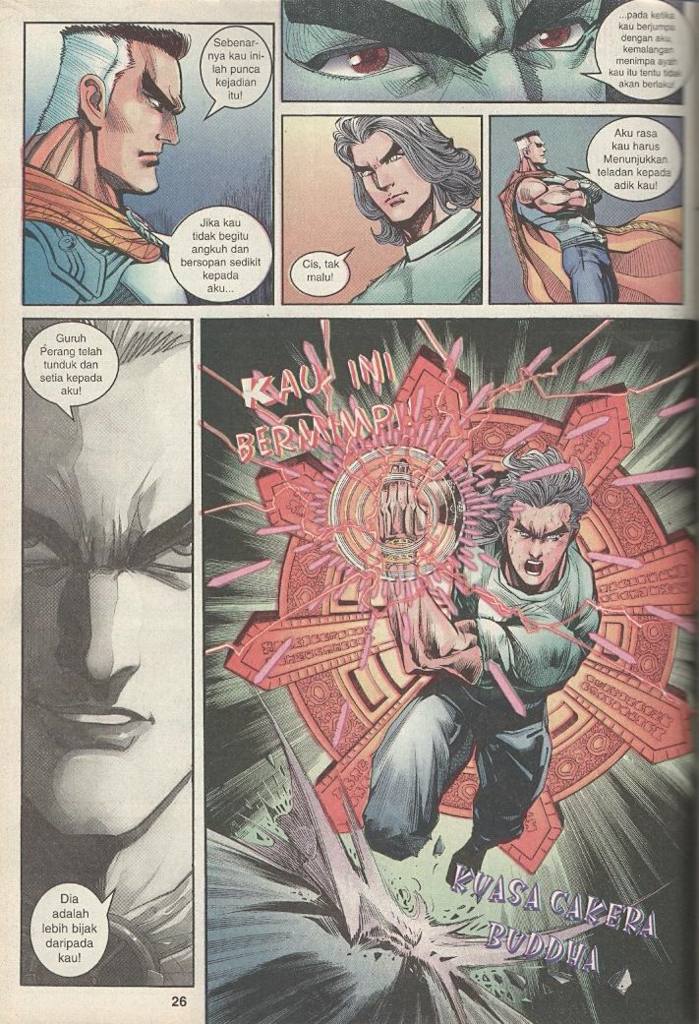 Sebenar-
nya kau ini-
lah punca
kejadian
itu!
Jika kau
tidak begitu
angkuh dan
bersopan sedikit
kepada
aku...
...pada ketika
kau berjumpa
dengan aku,
kemalangan
menimpa ayah
kau itu tentu tidak
akan berlaku!
Cis, tak
malu!
Aku rasa
kau harus
Menunjukkan
teladan kepada
adik kau!
Guruh
Perang telah
tunduk dan
setia kepada
aku!
Dia
adalah
lebih bijak
daripada
kau!
KAU INI
BERMIMPI!
KUASA CAKERA
BUDDHA
26